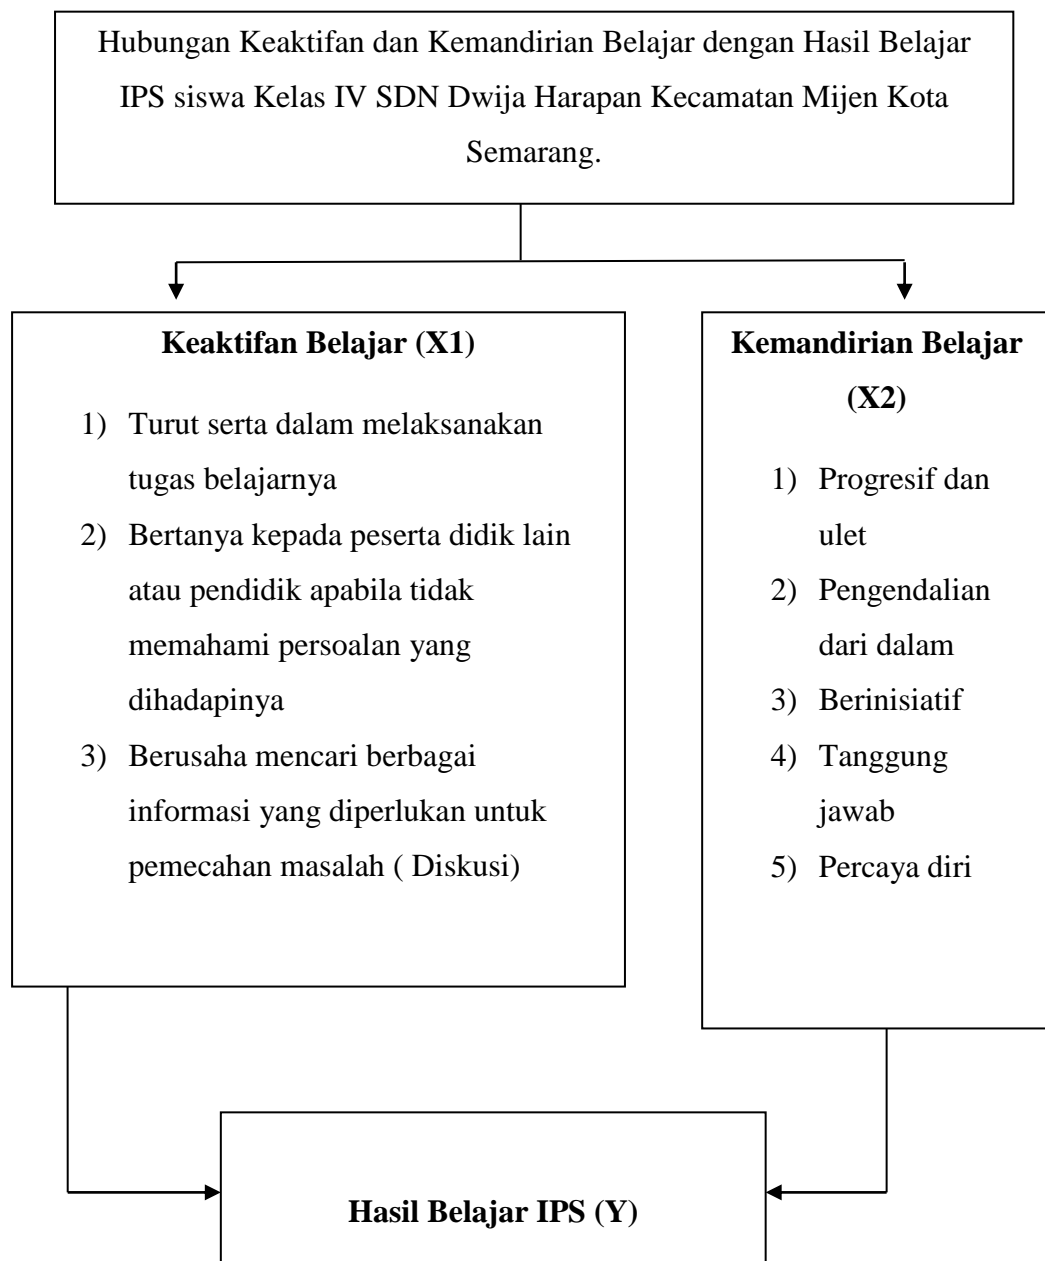 Hubungan Keaktifan dan Kemandirian Belajar dengan Hasil Belajar
IPS siswa Kelas IV SDN Dwija Harapan Kecamatan Mijen Kota
Semarang.
Keaktifan Belajar (X1)
1) Turut serta dalam melaksanakan
tugas belajarnya
2) Bertanya kepada peserta didik lain
atau pendidik apabila tidak
memahami persoalan yang
dihadapinya
3) Berusaha mencari berbagai
informasi yang diperlukan untuk
pemecahan masalah ( Diskusi)
Kemandirian Belajar
(X2)
1) Progresif dan
ulet
2) Pengendalian
dari dalam
3) Berinisiatif
4) Tanggung
jawab
5) Percaya diri
Hasil Belajar IPS (Y)